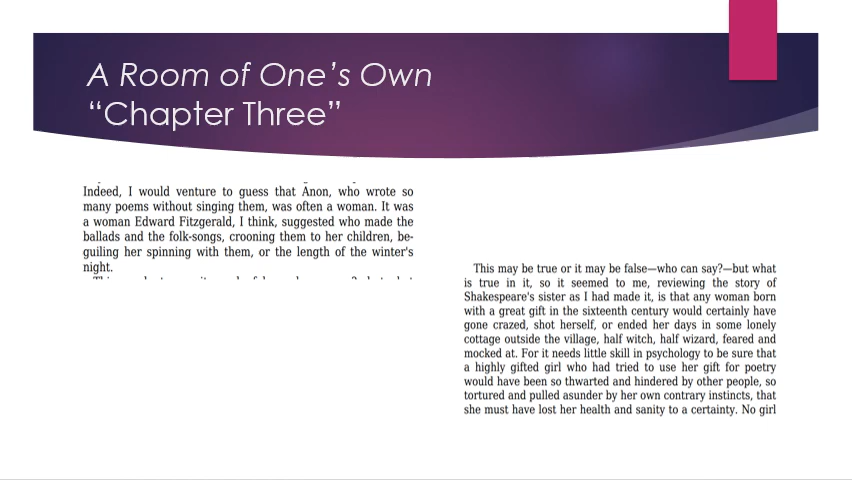 A Room of One's Own
“Chapter Three”
Indeed, I would venture to guess that Anon, who wrote so
many poems without singing them, was often a woman. It was
a woman Edward Fitzgerald, I think, suggested who made the
ballads and the folk-songs, crooning them to her children, be-
guiling her spinning with them, or the length of the winter's
night.
This may be true or it may be false—who can say?—but what
is true in it, so it seemed to me, reviewing the story of
Shakespeare's sister as I had made it, is that any woman born
with a great gift in the sixteenth century would certainly have
gone crazed, shot herself, or ended her days in some lonely
cottage outside the village, half witch, half wizard, feared and
mocked at. For it needs little skill in psychology to be sure that
a highly gifted girl who had tried to use her gift for poetry
would have been so thwarted and hindered by other people, so
tortured and pulled asunder by her own contrary instincts, that
she must have lost her health and sanity to a certainty. No girl